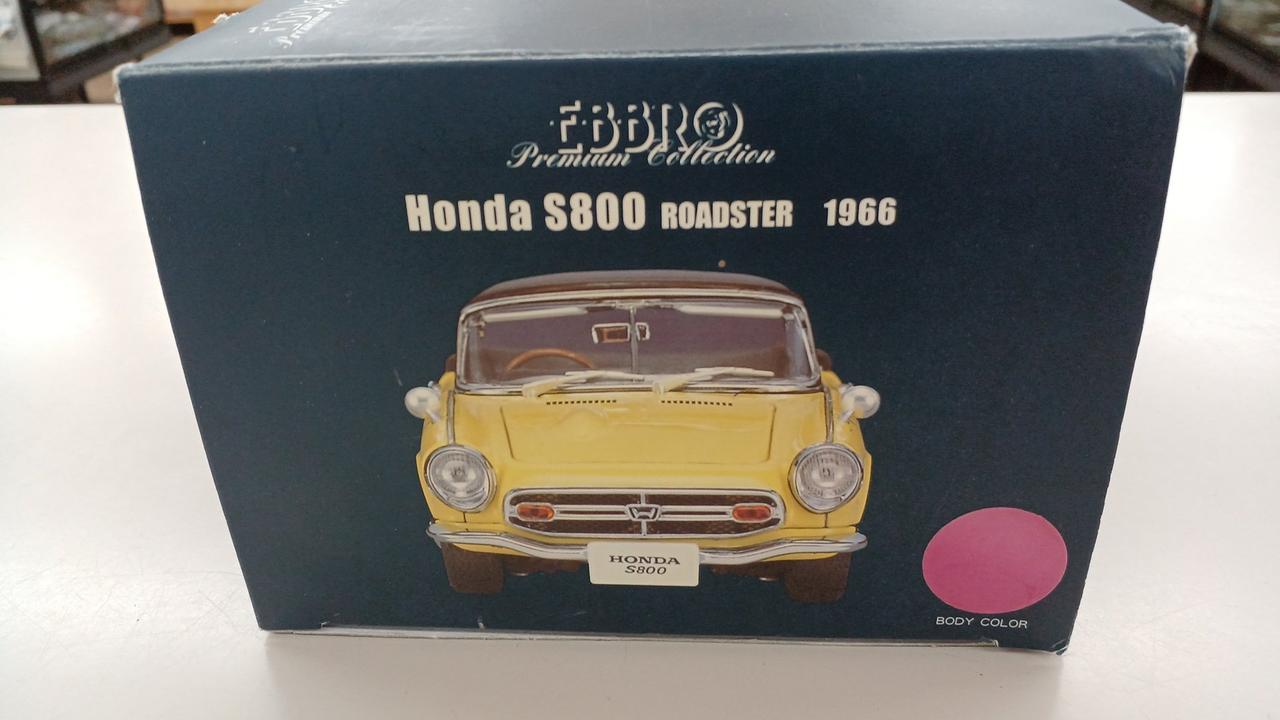 EBBRO
Premium Collection
Honda S800 ROADSTER 1966
HONDA
S800
BODY COLOR